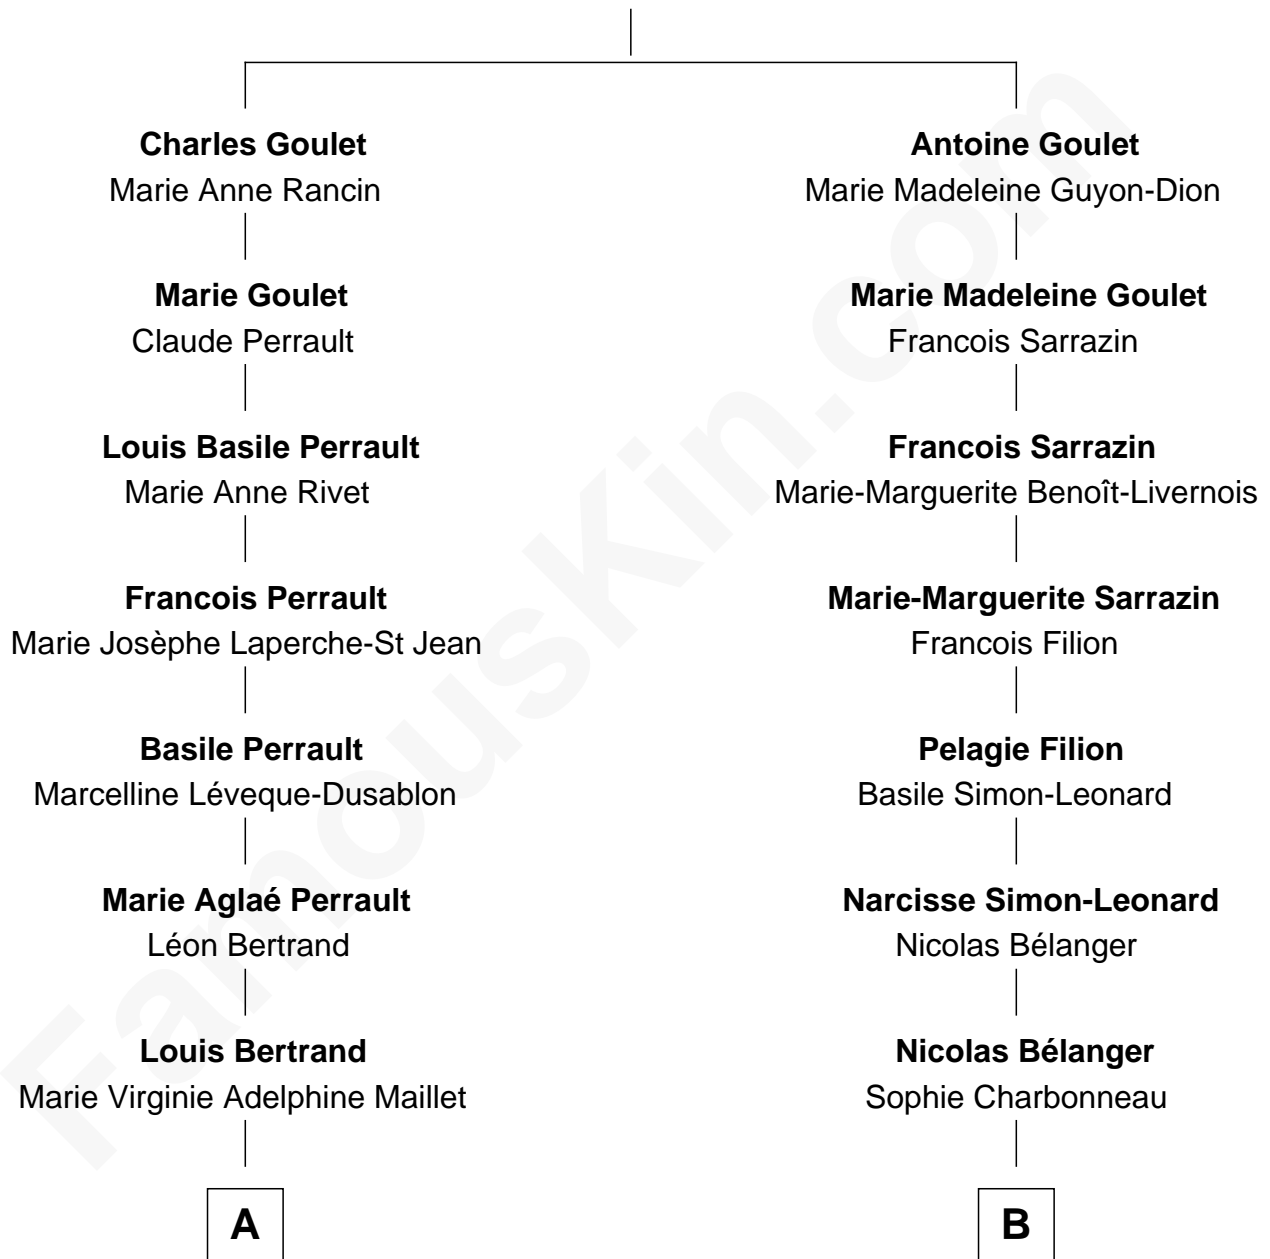 Charles Goulet
Marie Anne Rancin
Marie Goulet
Claude Perrault
Louis Basile Perrault
Marie Anne Rivet
Francois Perrault
Marie Josèphe Laperche-St Jean
Basile Perrault
Marcelline Léveque-Dusablon
Marie Aglaé Perrault
Léon Bertrand
Louis Bertrand
Marie Virginie Adelphine Maillet
A
Antoine Goulet
Marie Madeleine Guyon-Dion
Marie Madeleine Goulet
Francois Sarrazin
Francois Sarrazin
Marie-Marguerite Benoît-Livernois
Marie-Marguerite Sarrazin
Francois Filion
Pelagie Filion
Basile Simon-Leonard
Narcisse Simon-Leonard
Nicolas Bélanger
Nicolas Bélanger
Sophie Charbonneau
B
FamousKin.com